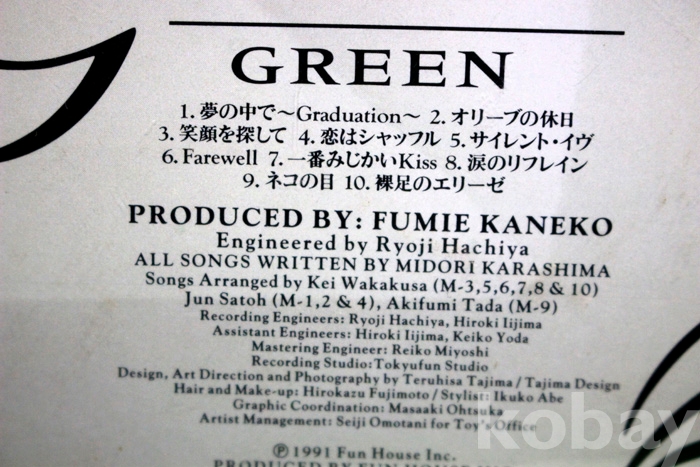 GREEN
1. 夢の中で～Graduation～ 2. オリーブの休日
3. 笑顔を探して 4. 恋はシャッフル 5. サイレント・イヴ
6. Farewell 7. 一番みじかいKiss 8. 涙のリフレイン
9. ネコの目 10. 裸足のエリーゼ
PRODUCED BY: FUMIE KANEKO
Engineered by Ryoji Hachiya
ALL SONGS WRITTEN BY MIDORI KARASHIMA
Songs Arranged by Kei Wakakusa (M-3,5,6,7,8 & 10)
Jun Satoh (M-1,2 & 4), Akifumi Tada (M-9)
Recording Engineers: Ryoji Hachiya, Hiroki Iijima
Assistant Engineers: Hiroki Iijima, Keiko Yoda
Mastering Engineer: Reiko Miyoshi
Recording Studio: Tokyufun Studio
Design, Art Direction and Photography by Teruhisa Tajima / Tajima Design
Hair and Make-up: Hirokazu Fujimoto / Stylist: Ikuko Abe
Graphic Coordination: Masaaki Ohtsuka
Artist Management: Seiji Omotani for Toy's Office
kobay
Ⓟ 1991 Fun House Inc.
PRODUCED BY FUN HOUSE